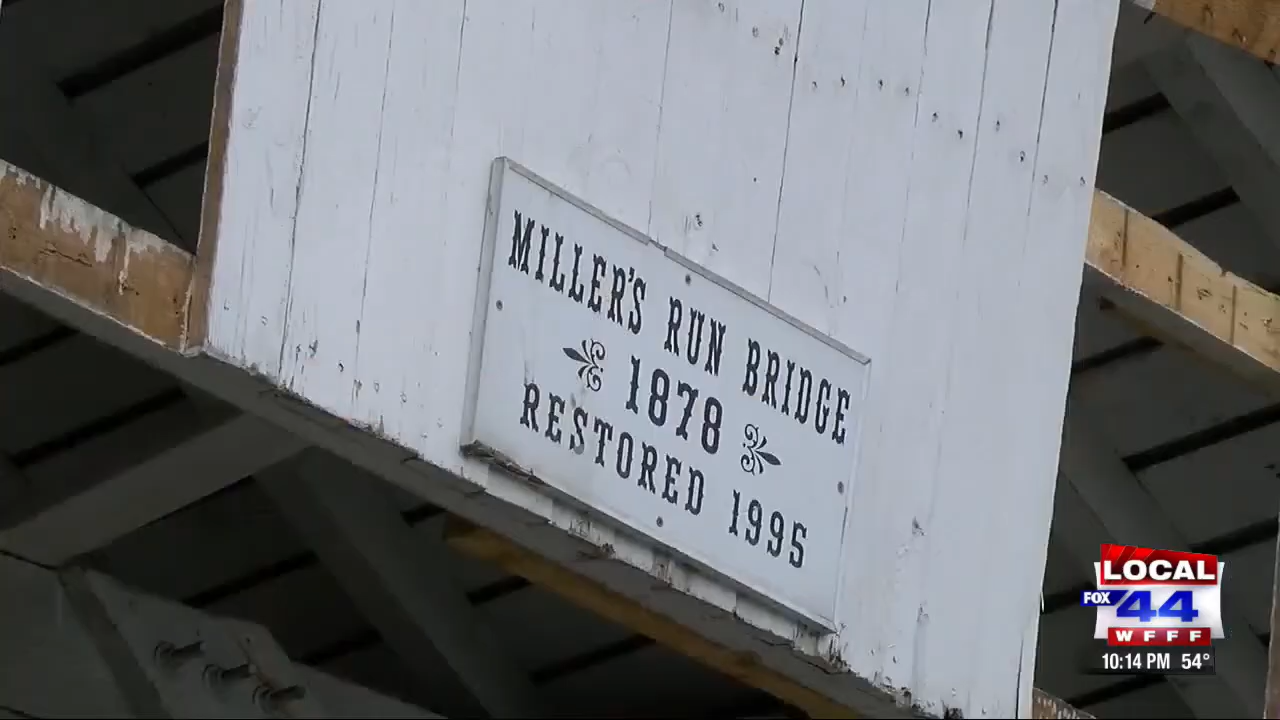 MILLER'S RUN BRIDGE
1878
RESTORED 1995
LOCAL
FOX 44
WFFF
10:14 PM 54°